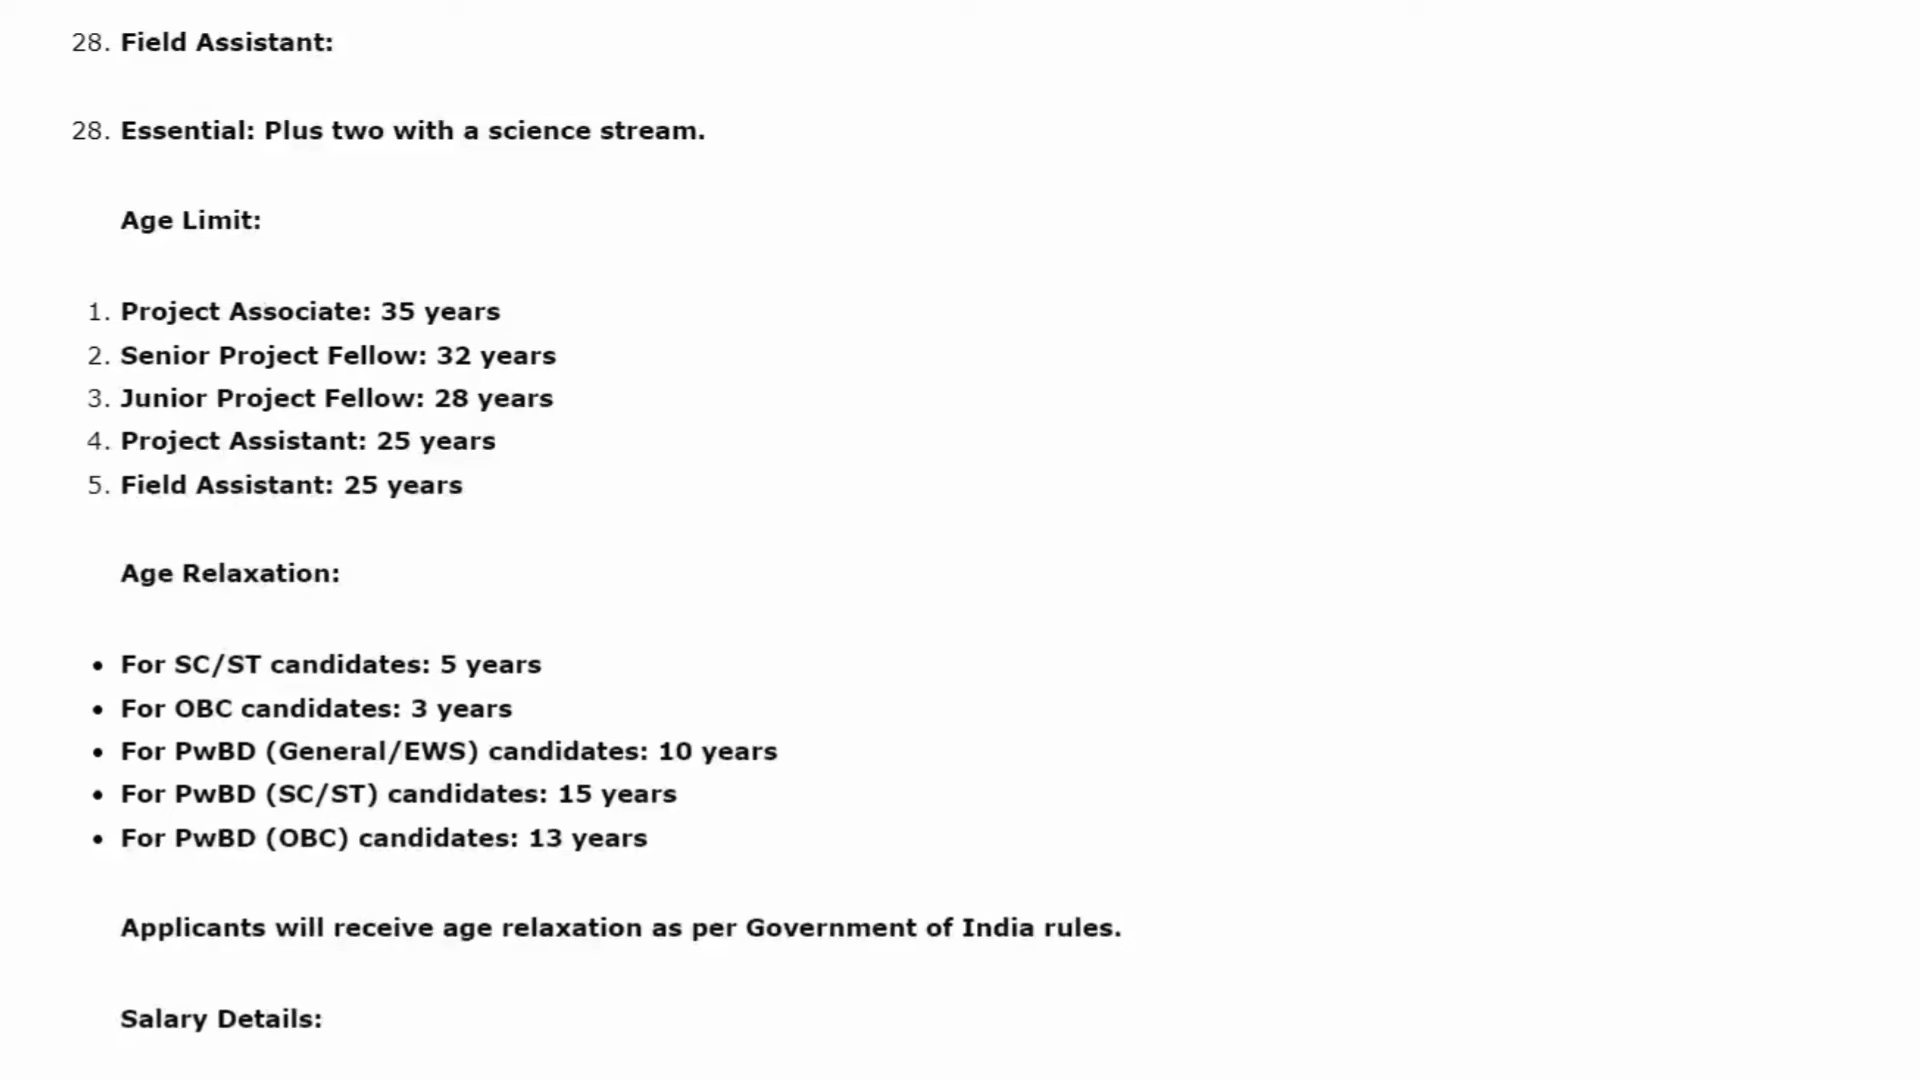 28. Field Assistant:
28. Essential: Plus two with a science stream.
Age Limit:
1. Project Associate: 35 years
2. Senior Project Fellow: 32 years
3. Junior Project Fellow: 28 years
4. Project Assistant: 25 years
5. Field Assistant: 25 years
Age Relaxation:
• For SC/ST candidates: 5 years
• For OBC candidates: 3 years
• For PwBD (General/EWS) candidates: 10 years
• For PwBD (SC/ST) candidates: 15 years
• For PwBD (OBC) candidates: 13 years
Applicants will receive age relaxation as per Government of India rules.
Salary Details: